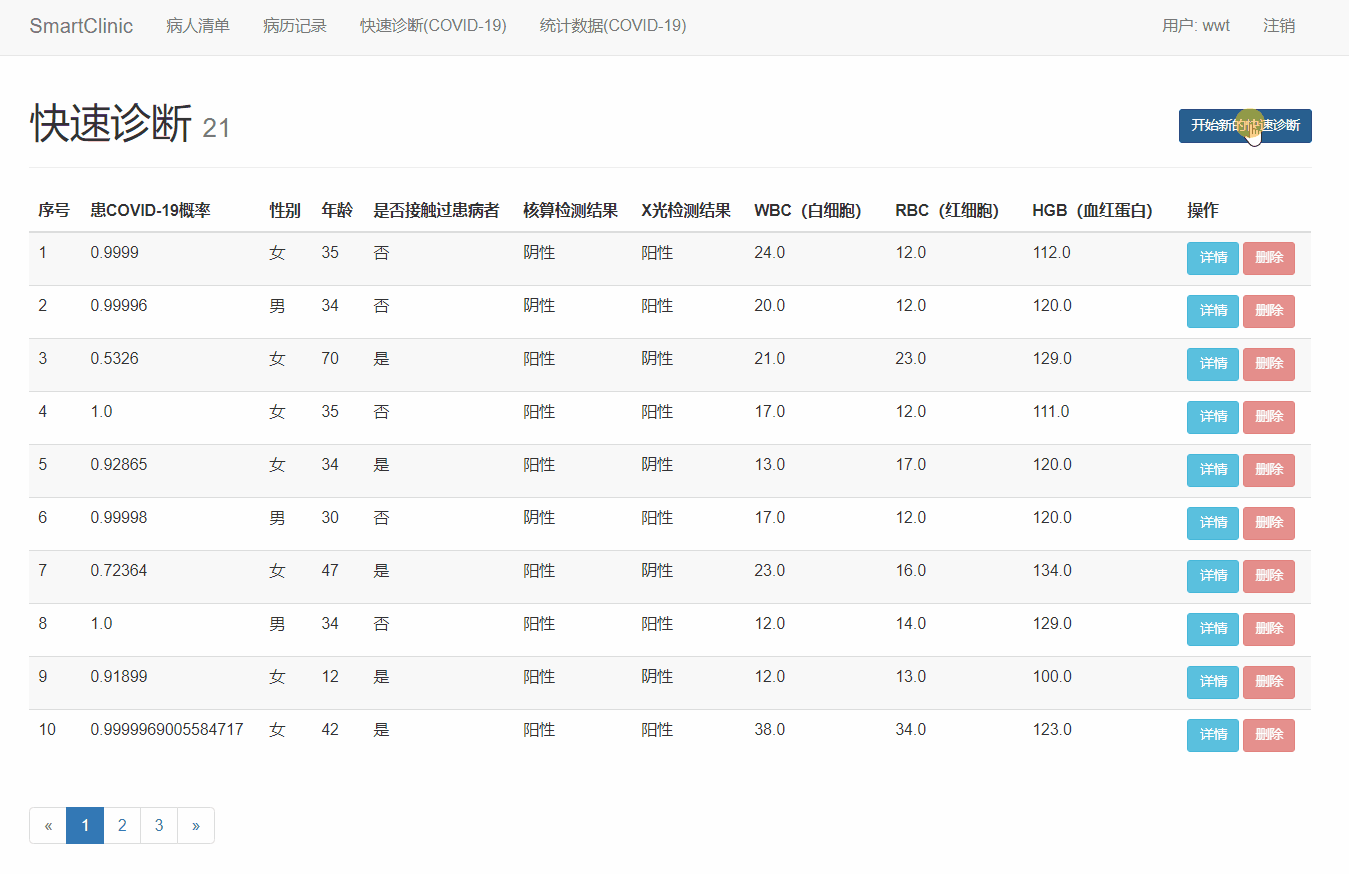 SmartClinic 病人清单 病历记录 快速诊断(COVID-19) 统计数据(COVID-19) 用户: wwt 注销
快速诊断 21 开始新的快速诊断
序号 患COVID-19概率 性别 年龄 是否接触过患病者 核算检测结果 X光检测结果 WBC（白细胞) RBC（红细胞) HGB（血红蛋白) 操作
1 0.9999 女 35 否 阴性 阳性 24.0 12.0 112.0 详情 删除
2 0.99996 男 34 否 阴性 阳性 20.0 12.0 120.0 详情 删除
3 0.5326 女 70 是 阳性 阴性 21.0 23.0 129.0 详情 删除
4 1.0 女 35 否 阳性 阳性 17.0 12.0 111.0 详情 删除
5 0.92865 女 34 是 阳性 阴性 13.0 17.0 120.0 详情 删除
6 0.99998 男 30 否 阴性 阳性 17.0 12.0 120.0 详情 删除
7 0.72364 女 47 是 阳性 阴性 23.0 16.0 134.0 详情 删除
8 1.0 男 34 否 阳性 阳性 12.0 14.0 129.0 详情 删除
9 0.91899 女 12 是 阳性 阴性 12.0 13.0 100.0 详情 删除
10 0.9999969005584717 女 42 是 阳性 阳性 38.0 34.0 123.0 详情 删除
« 1 2 3 »